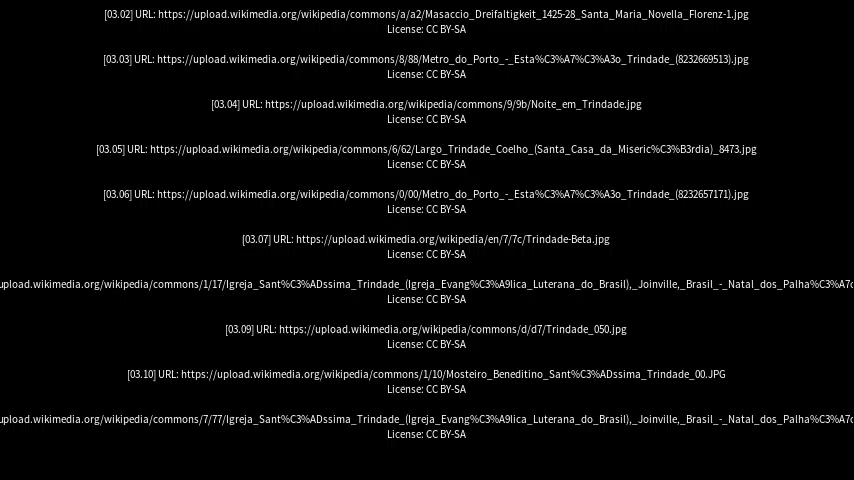 [03.02] URL: https://upload.wikimedia.org/wikipedia/commons/a/a2/Masaccio_Dreifaltigkeit_1425-28_Santa_Maria_Novella_Florenz-1.jpg
License: CC BY-SA
[03.03] URL: https://upload.wikimedia.org/wikipedia/commons/8/88/Metro_do_Porto_-_Esta%C3%A7%C3%A3o_Trindade_(8232669513).jpg
License: CC BY-SA
[03.04] URL: https://upload.wikimedia.org/wikipedia/commons/9/9b/Noite_em_Trindade.jpg
License: CC BY-SA
[03.05] URL: https://upload.wikimedia.org/wikipedia/commons/6/62/Largo_Trindade_Coelho_(Santa_Casa_da_Miseric%C3%B3rdia)_8473.jpg
License: CC BY-SA
[03.06] URL: https://upload.wikimedia.org/wikipedia/commons/0/00/Metro_do_Porto_-_Esta%C3%A7%C3%A3o_Trindade_(8232657171).jpg
License: CC BY-SA
[03.07] URL: https://upload.wikimedia.org/wikipedia/en/7/7c/Trindade-Beta.jpg
License: CC BY-SA
upload.wikimedia.org/wikipedia/commons/1/17/Igreja_Sant%C3%ADssima_Trindade_(Igreja_Evang%C3%A9lica_Luterana_do_Brasil),_Joinville,_Brasil_-_Natal_dos_Palha%C3%A7
License: CC BY-SA
[03.09] URL: https://upload.wikimedia.org/wikipedia/commons/d/d7/Trindade_050.jpg
License: CC BY-SA
[03.10] URL: https://upload.wikimedia.org/wikipedia/commons/1/10/Mosteiro_Beneditino_Sant%C3%ADssima_Trindade_00.JPG
License: CC BY-SA
upload.wikimedia.org/wikipedia/commons/7/77/Igreja_Sant%C3%ADssima_Trindade_(Igreja_Evang%C3%A9lica_Luterana_do_Brasil),_Joinville,_Brasil_-_Natal_dos_Palha%C3%A7
License: CC BY-SA